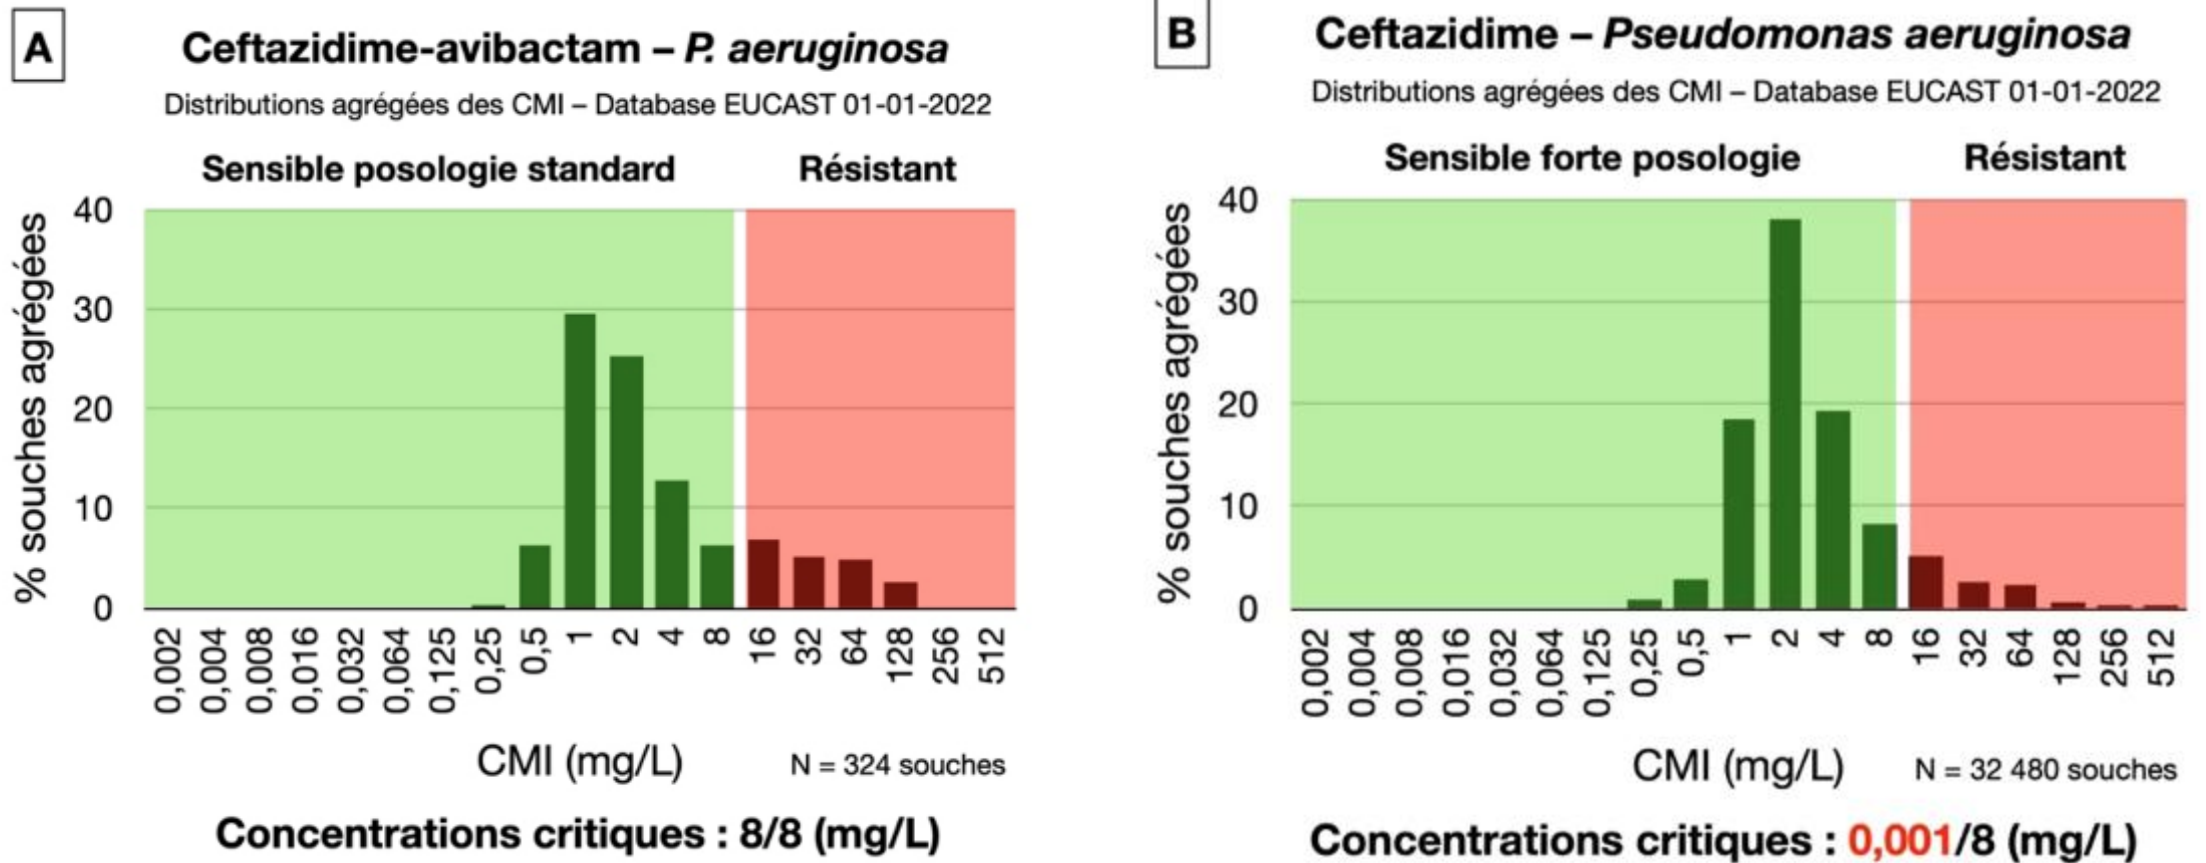 A
Ceftazidime-avibactam – P. aeruginosa
Distributions agrégées des CMI – Database EUCAST 01-01-2022
Sensible posologie standard
Résistant
% souches agrégées
40
30
20
10
0
0,002
0,004
0,008
0,016
0,032
0,064
0,125
0,25
0,5
1
2
4
8
16
32
64
128
256
512
CMI (mg/L)
N = 324 souches
Concentrations critiques : 8/8 (mg/L)
B
Ceftazidime – Pseudomonas aeruginosa
Distributions agrégées des CMI – Database EUCAST 01-01-2022
Sensible forte posologie
Résistant
% souches agrégées
40
30
20
10
0
0,002
0,004
0,008
0,016
0,032
0,064
0,125
0,25
0,5
1
2
4
8
16
32
64
128
256
512
CMI (mg/L)
N = 32 480 souches
Concentrations critiques : 0,001/8 (mg/L)